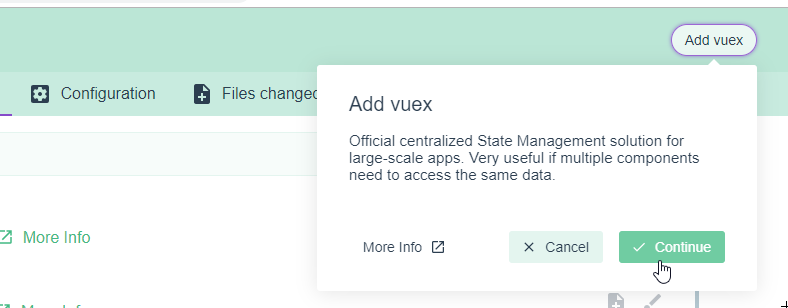 Add vuex
Configuration
Files changed
Add vuex
Official centralized State Management solution for
large-scale apps. Very useful if multiple components
need to access the same data.
More Info
More Info
Cancel
Continue